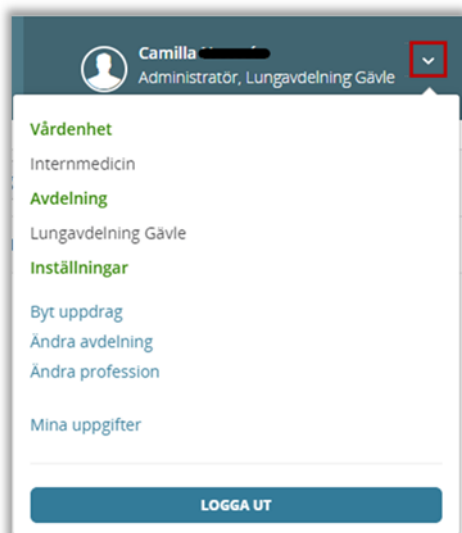 Camilla
Administratör, Lungavdelning Gävle
Vårdenhet
Internmedicin
Avdelning
Lungavdelning Gävle
Inställningar
Byt uppdrag
Ändra avdelning
Ändra profession
Mina uppgifter
LOGGA UT